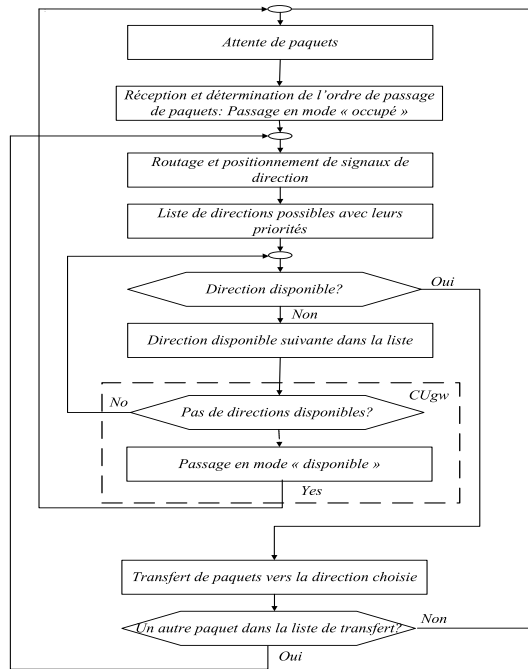 Attente de paquets
Réception et détermination de l'ordre de passage
de paquets: Passage en mode « occupé »
Routage et positionnement de signaux de
direction
Liste de directions possibles avec leurs
priorités
Direction disponible?
Oui
Non
Direction disponible suivante dans la liste
CUgw
No
Pas de directions disponibles?
Passage en mode « disponible »
Yes
Transfert de paquets vers la direction choisie
Un autre paquet dans la liste de transfert?
Non
Oui